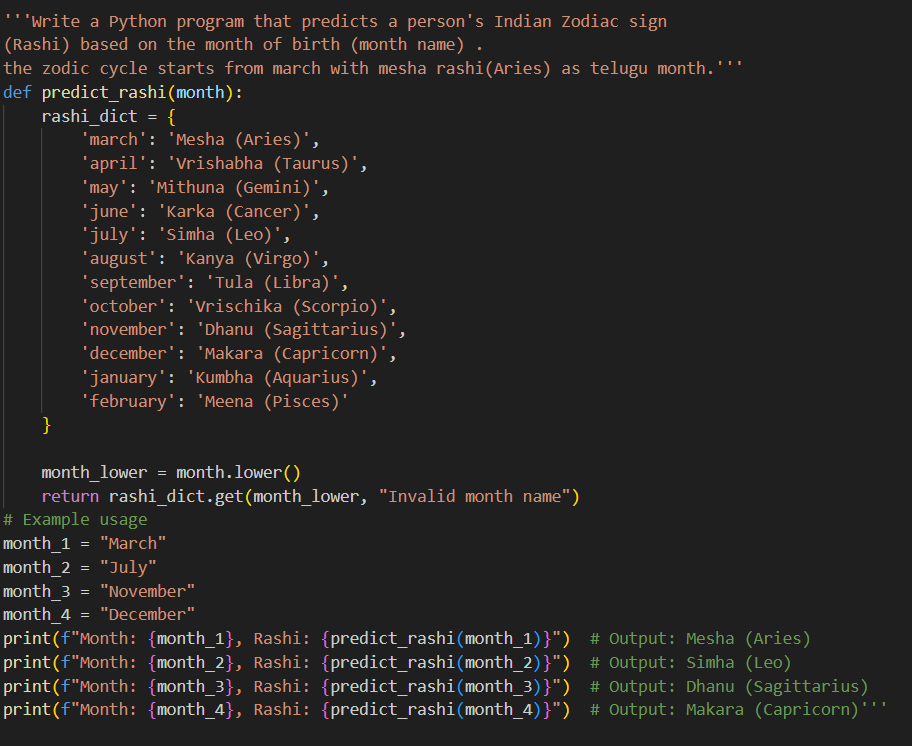 '''Write a Python program that predicts a person's Indian Zodiac sign
(Rashi) based on the month of birth (month name) .
the zodic cycle starts from march with mesha rashi(Aries) as telugu month.'''
def predict_rashi(month):
    rashi_dict = {
        'march': 'Mesha (Aries)',
        'april': 'Vrishabha (Taurus)',
        'may': 'Mithuna (Gemini)',
        'june': 'Karka (Cancer)',
        'july': 'Simha (Leo)',
        'august': 'Kanya (Virgo)',
        'september': 'Tula (Libra)',
        'october': 'Vrischika (Scorpio)',
        'november': 'Dhanu (Sagittarius)',
        'december': 'Makara (Capricorn)',
        'january': 'Kumbha (Aquarius)',
        'february': 'Meena (Pisces)'
    }
    month_lower = month.lower()
    return rashi_dict.get(month_lower, "Invalid month name")
# Example usage
month_1 = "March"
month_2 = "July"
month_3 = "November"
month_4 = "December"
print(f"Month: {month_1}, Rashi: {predict_rashi(month_1)}")  # Output: Mesha (Aries)
print(f"Month: {month_2}, Rashi: {predict_rashi(month_2)}")  # Output: Simha (Leo)
print(f"Month: {month_3}, Rashi: {predict_rashi(month_3)}")  # Output: Dhanu (Sagittarius)
print(f"Month: {month_4}, Rashi: {predict_rashi(month_4)}")  # Output: Makara (Capricorn)'''